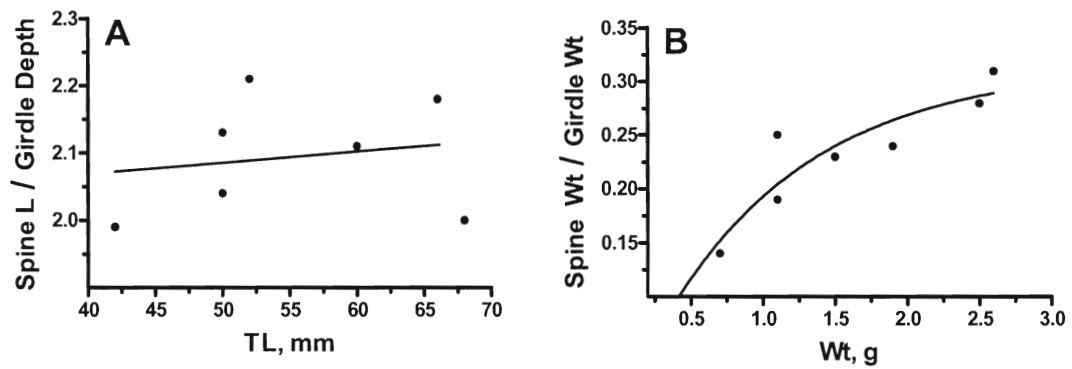 A
Spine L / Girdle Depth
2.3
2.2
2.1
2.0
40 45 50 55 60 65 70
TL, mm
B
Spine Wt / Girdle Wt
0.35
0.30
0.25
0.20
0.15
0.5 1.0 1.5 2.0 2.5 3.0
Wt, g